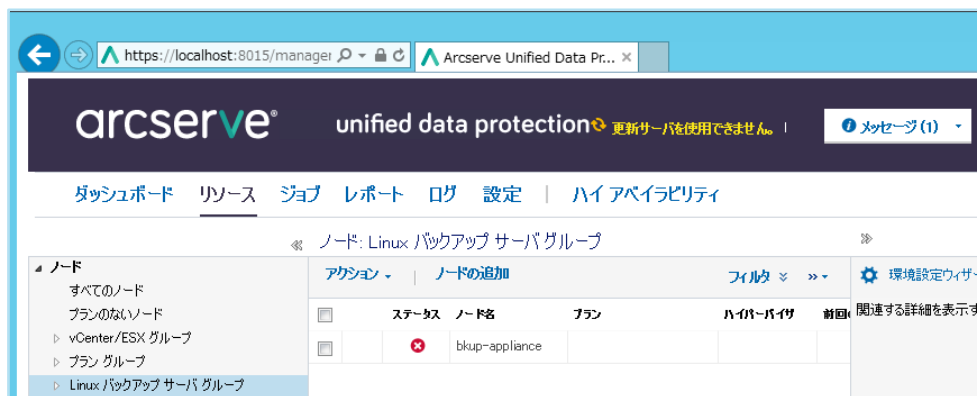 https://localhost:8015/manager
Arcserve Unified Data Pr...
arcserve®
unified data protection
更新サーバを使用できません。
メッセージ(1)
ダッシュボード リソース ジョブ レポート ログ 設定 | ハイ アベイラビリティ
ノード: Linux バックアップ サーバ グループ
ノード
アクション | ノードの追加
フィルタ
環境設定ウィザー
すべてのノード
プランのないノード
ステータス ノード名 プラン ハイパーバイザ 前回
関連する詳細を表示す
vCenter/ESX グループ
bkup-appliance
プラン グループ
Linux バックアップ サーバ グループ